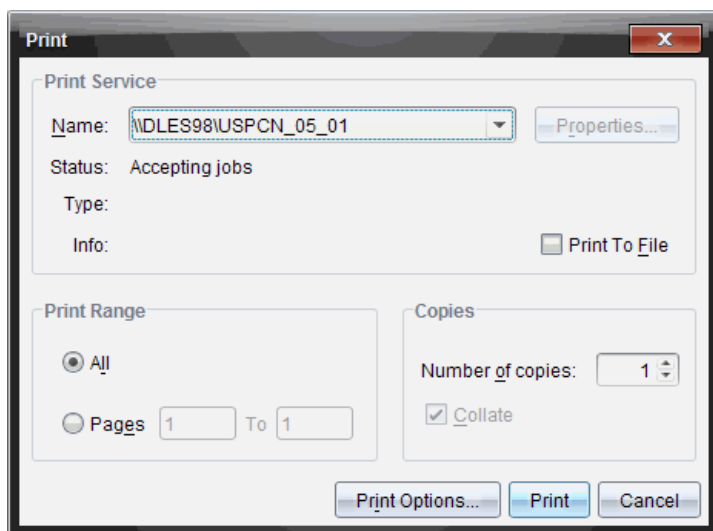 Print
Print Service
Name: \\DLES98\USPCN_05_01 Properties...
Status: Accepting jobs
Type:
Info: Print To File
Print Range Copies
All Number of copies: 1
Pages 1 To 1 Collate
Print Options... Print Cancel